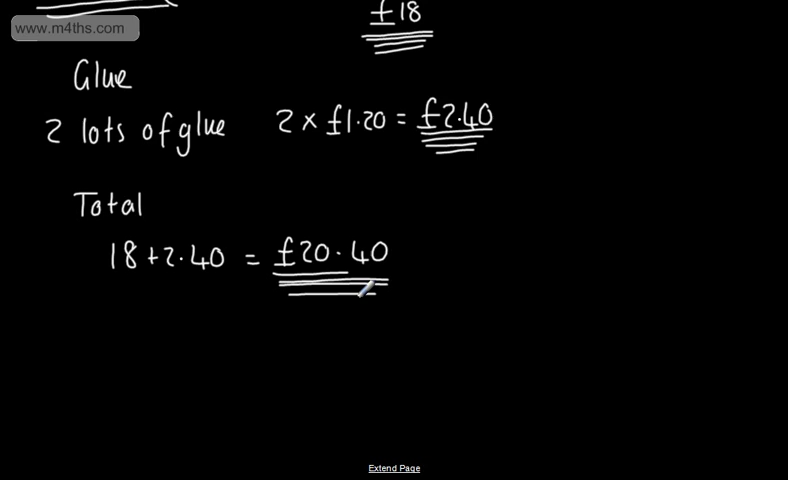 www.m4ths.com
£18
Glue
2 lots of glue 2 × £1.20 = £2.40
Total
18 + 2.40 = £20.40
Extend Page